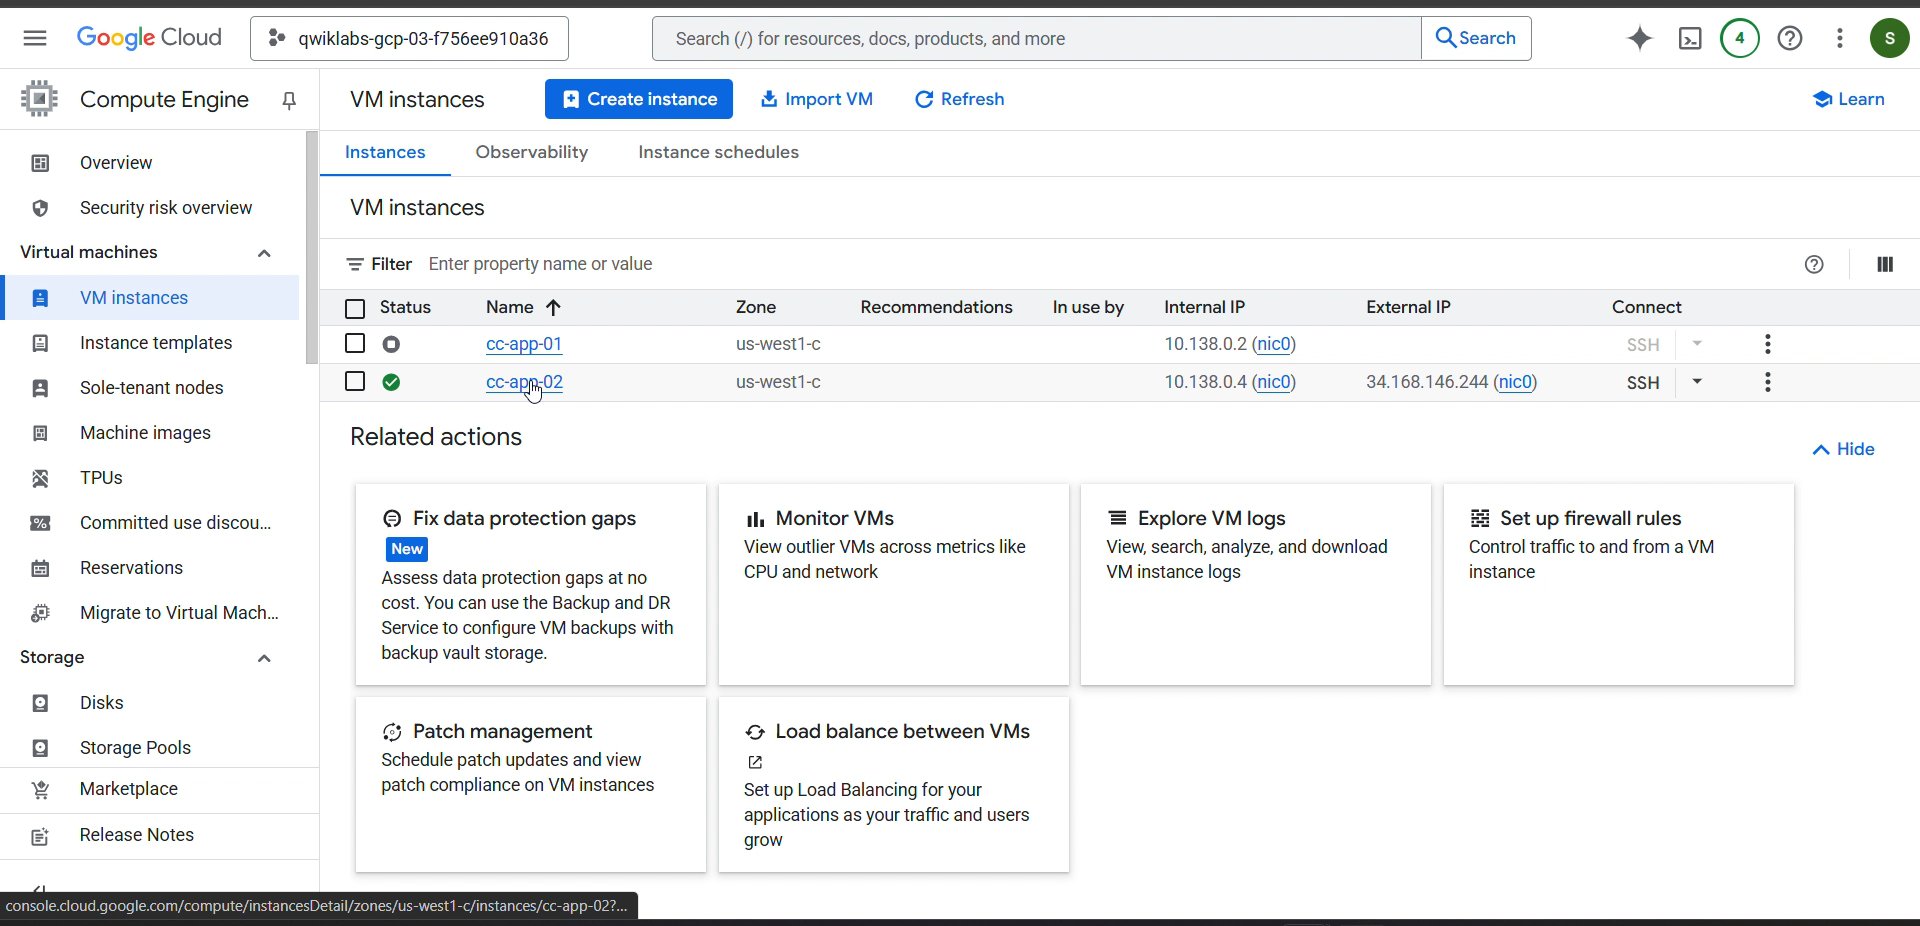 Google Cloud
qwiklabs-gcp-03-f756ee910a36
Search (/) for resources, docs, products, and more
Search
4
S
Compute Engine
VM instances
Create instance
Import VM
Refresh
Learn
Overview
Security risk overview
Virtual machines
VM instances
Instance templates
Sole-tenant nodes
Machine images
TPUs
Committed use discou...
Reservations
Migrate to Virtual Mach...
Storage
Disks
Storage Pools
Marketplace
Release Notes
Instances Observability Instance schedules
VM instances
Filter Enter property name or value
Status Name Zone Recommendations In use by Internal IP External IP Connect
cc-app-01 us-west1-c 10.138.0.2 (nic0) SSH
cc-app-02 us-west1-c 10.138.0.4 (nic0) 34.168.146.244 (nic0) SSH
Related actions
Hide
Fix data protection gaps
New
Assess data protection gaps at no
cost. You can use the Backup and DR
Service to configure VM backups with
backup vault storage.
Monitor VMs
View outlier VMs across metrics like
CPU and network
Explore VM logs
View, search, analyze, and download
VM instance logs
Set up firewall rules
Control traffic to and from a VM
instance
Patch management
Schedule patch updates and view
patch compliance on VM instances
Load balance between VMs
Set up Load Balancing for your
applications as your traffic and users
grow
console.cloud.google.com/compute/instancesDetail/zones/us-west1-c/instances/cc-app-02?...